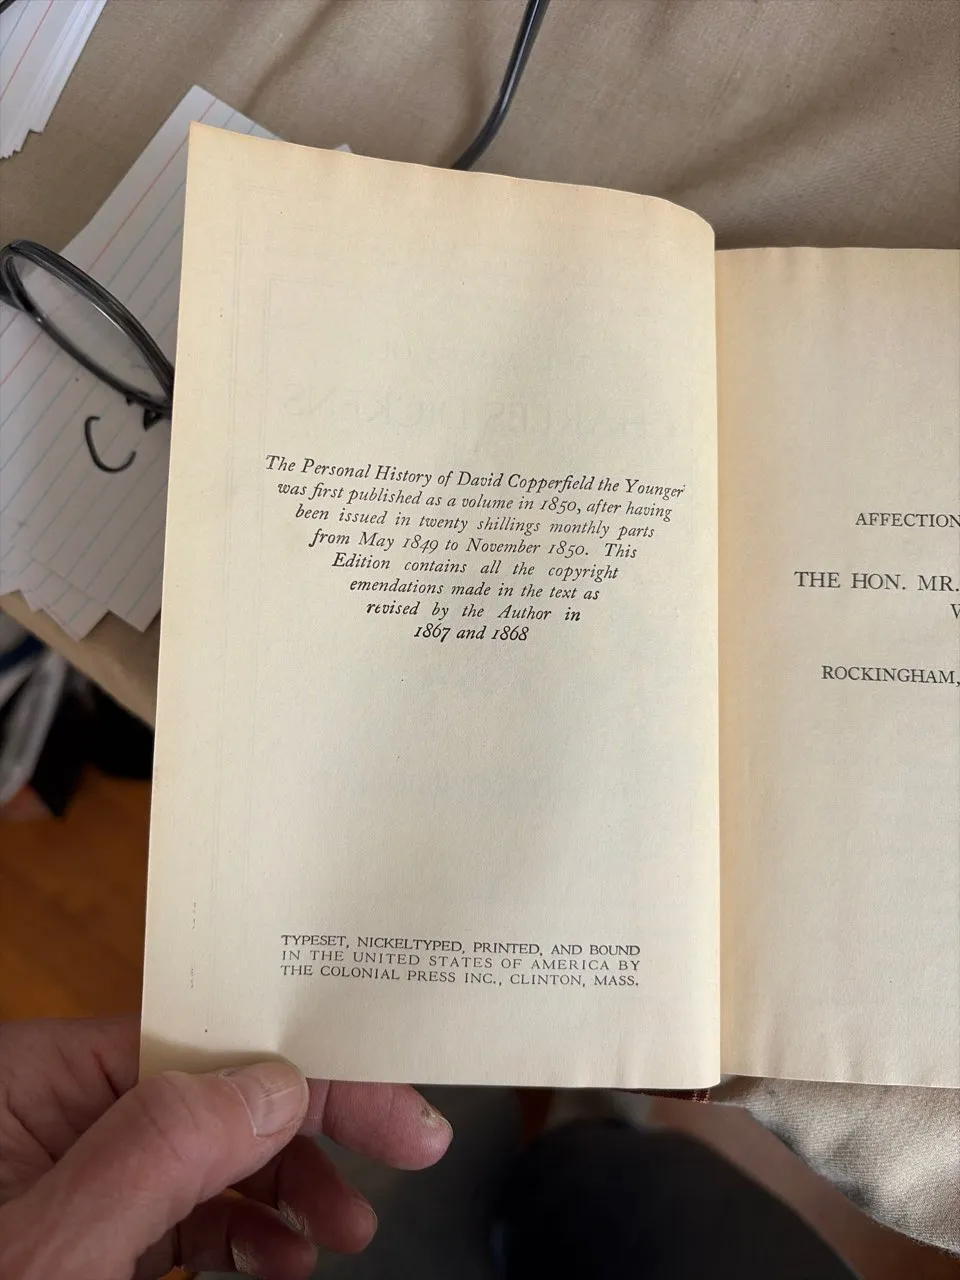 The Personal History of David Copperfield the Younger
was first published as a volume in 1850, after having
been issued in twenty shillings monthly parts
from May 1849 to November 1850. This
Edition contains all the copyright
emendations made in the text as
revised by the Author in
1867 and 1868
TYPESET, NICKELTYPED, PRINTED, AND BOUND
IN THE UNITED STATES OF AMERICA BY
THE COLONIAL PRESS INC., CLINTON, MASS.
AFFECTION
THE HON. MR.
ROCKINGHAM,